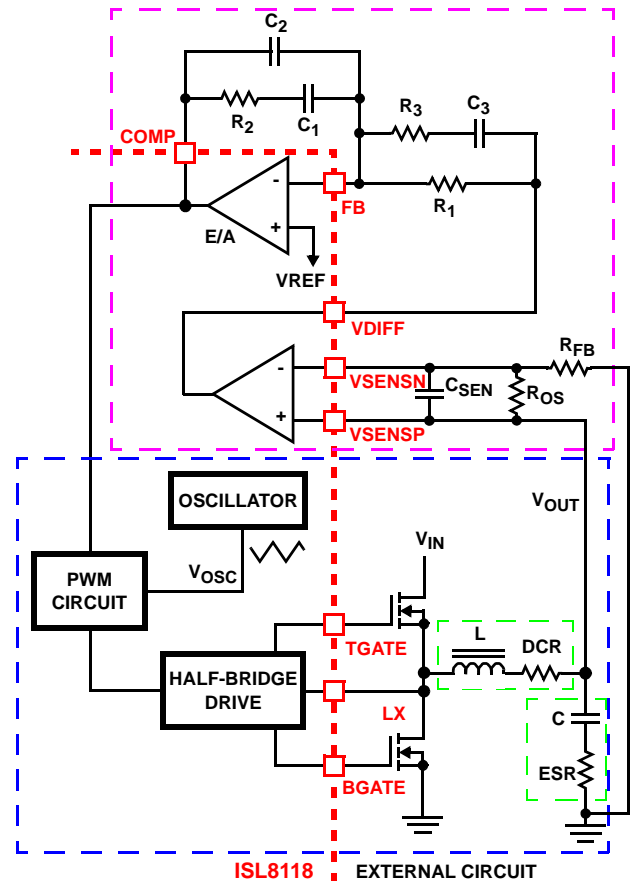 C2
R2
C1
R3
C3
COMP
FB
R1
-
+
E/A
VREF
VDIFF
RFB
-
+
VSENSN
CSEN
ROS
VSENSP
OSCILLATOR
VOUT
VIN
PWM
CIRCUIT
VOSC
TGATE
L
DCR
HALF-BRIDGE
DRIVE
LX
C
BGATE
ESR
ISL8118
EXTERNAL CIRCUIT